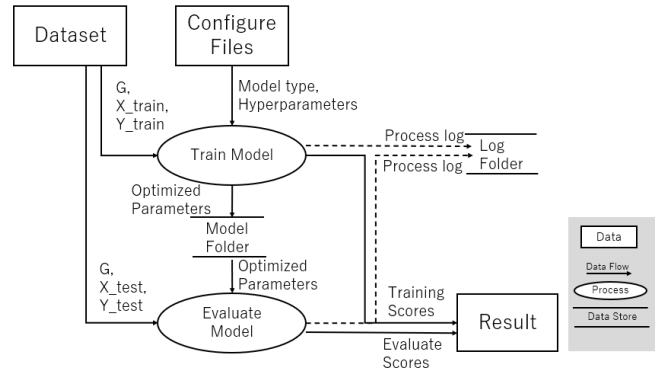 Dataset
Configure
Files
G,
X_train,
Y_train
Model type,
Hyperparameters
Train Model
Process log
Process log
Log
Folder
Optimized
Parameters
Model
Folder
G,
X_test,
Y_test
Optimized
Parameters
Evaluate
Model
Training
Scores
Evaluate
Scores
Result
Data
Data Flow
Process
Data Store